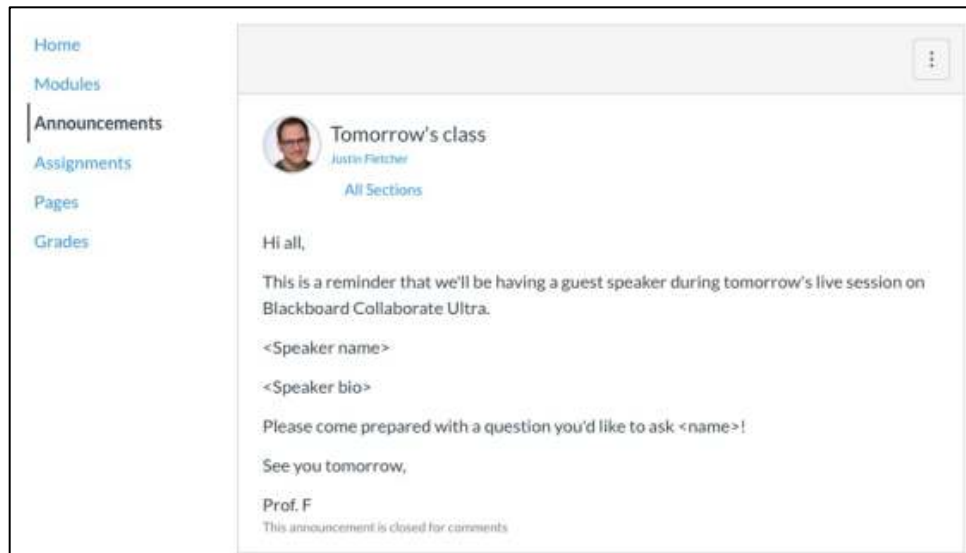 Home
Modules
Announcements
Assignments
Pages
Grades
Tomorrow's class
Justin Fletcher
All Sections
Hi all,
This is a reminder that we'll be having a guest speaker during tomorrow's live session on
Blackboard Collaborate Ultra.
<Speaker name>
<Speaker bio>
Please come prepared with a question you'd like to ask <name>!
See you tomorrow,
Prof. F
This announcement is closed for comments